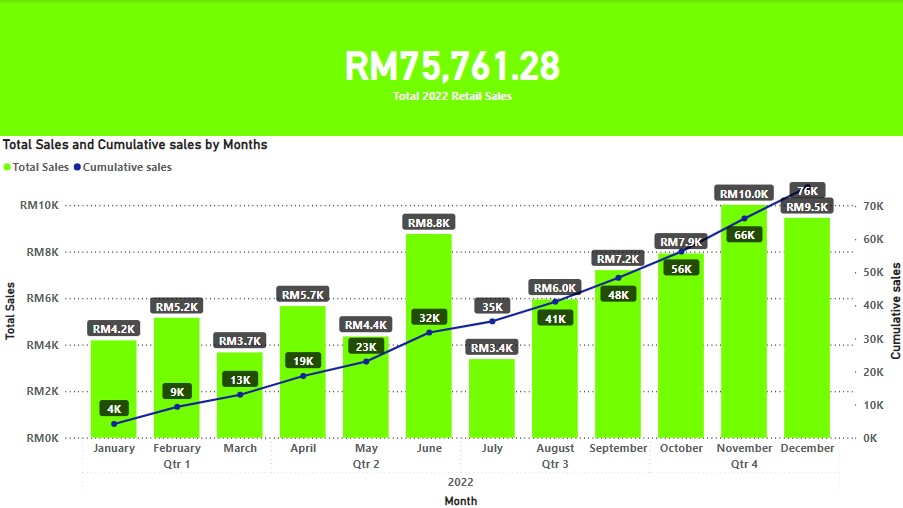 RM75,761.28
Total 2022 Retail Sales
Total Sales and Cumulative sales by Months
Total Sales Cumulative sales
RM10K
RM8K
RM6K
RM4K
RM2K
RM0K
Total Sales
RM4.2K
RM5.2K
RM3.7K
RM5.7K
RM4.4K
RM8.8K
RM3.4K
RM6.0K
RM7.2K
RM7.9K
RM10.0K
RM9.5K
4K
9K
13K
19K
23K
32K
35K
41K
48K
56K
66K
76K
70K
60K
50K
40K
30K
20K
10K
0K
Cumulative sales
January February March April May June July August September October November December
Qtr 1 Qtr 2 Qtr 3 Qtr 4
2022
Month